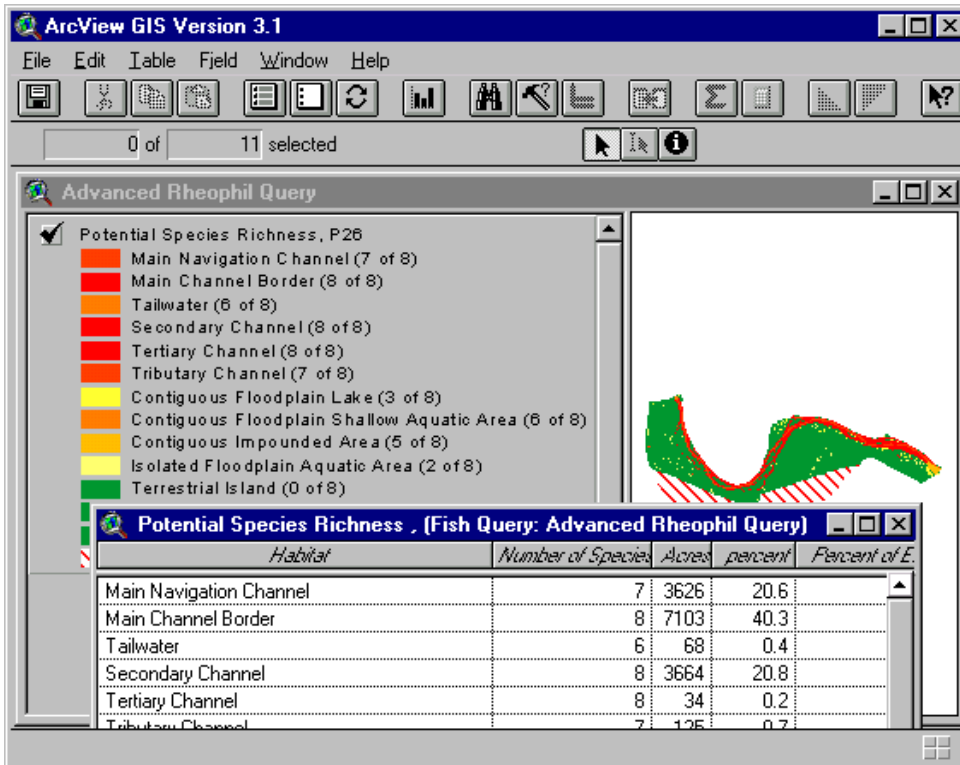 ArcView GIS Version 3.1
File Edit Table Field Window Help
0 of 11 selected
Advanced Rheophil Query
Potential Species Richness, P26
Main Navigation Channel (7 of 8)
Main Channel Border (8 of 8)
Tailwater (6 of 8)
Secondary Channel (8 of 8)
Tertiary Channel (8 of 8)
Tributary Channel (7 of 8)
Contiguous Floodplain Lake (3 of 8)
Contiguous Floodplain Shallow Aquatic Area (6 of 8)
Contiguous Impounded Area (5 of 8)
Isolated Floodplain Aquatic Area (2 of 8)
Terrestrial Island (0 of 8)
Potential Species Richness , (Fish Query: Advanced Rheophil Query)
Habitat Number of Species Acres percent Percent of E.
Main Navigation Channel 7 3626 20.6
Main Channel Border 8 7103 40.3
Tailwater 6 68 0.4
Secondary Channel 8 3664 20.8
Tertiary Channel 8 34 0.2
Tributary Channel 7